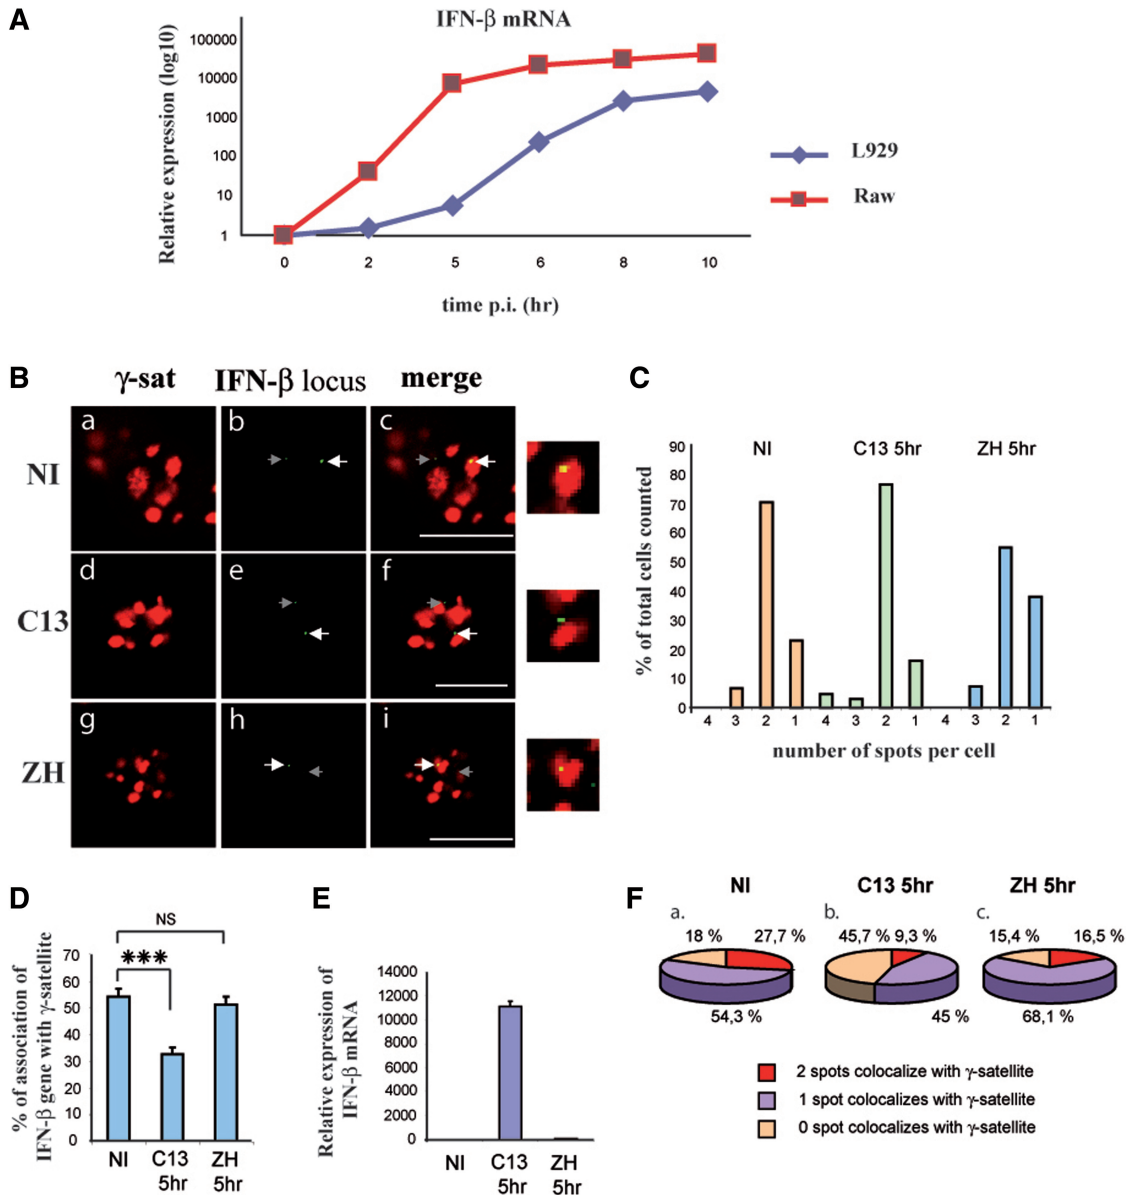 A
IFN-β mRNA
Relative expression (log10)
100000
10000
1000
100
10
1
0 2 5 6 8 10
time p.i. (hr)
L929
Raw
B
γ-sat IFN-β locus merge
NI
a b c
C13
d e f
ZH
g h i
C
% of total cells counted
90
80
70
60
50
40
30
20
10
0
NI C13 5hr ZH 5hr
4 3 2 1 4 3 2 1 4 3 2 1
number of spots per cell
D
% of association of
IFN-β gene with γ-satellite
70
60
50
40
30
20
10
0
NS
***
NI C13 ZH
5hr 5hr
E
Relative expression of
IFN-β mRNA
14000
12000
10000
8000
6000
4000
2000
0
NI C13 ZH
5hr 5hr
F
NI C13 5hr ZH 5hr
a. b. c.
18 % 27,7 % 45,7 % 9,3 % 15,4 % 16,5 %
54,3 % 45 % 68,1 %
2 spots colocalize with γ-satellite
1 spot colocalizes with γ-satellite
0 spot colocalizes with γ-satellite